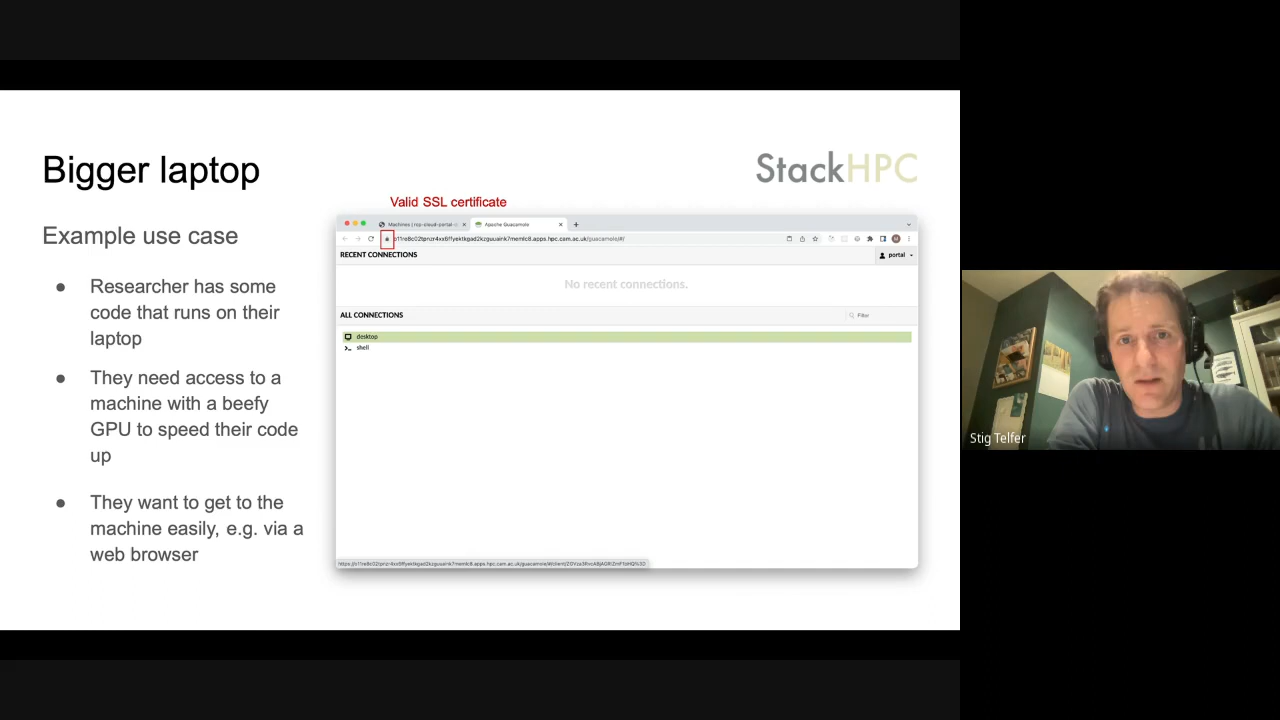 Bigger laptop
StackHPC
Valid SSL certificate
Example use case
Apache Guacamole
RECENT CONNECTIONS
portal
No recent connections.
ALL CONNECTIONS
Filter
desktop
shell
● Researcher has some
code that runs on their
laptop
● They need access to a
machine with a beefy
GPU to speed their code
up
● They want to get to the
machine easily, e.g. via a
web browser
Stig Telfer